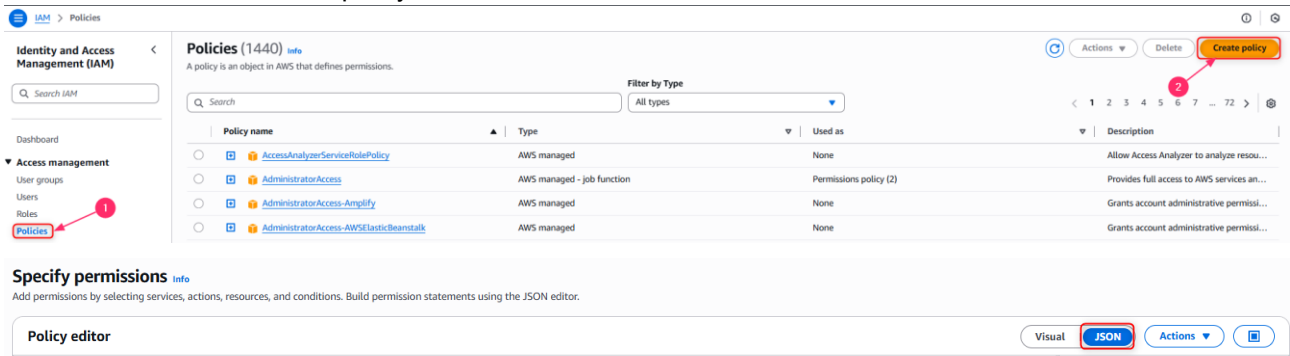 IAM > Policies
Identity and Access Management (IAM)
Search IAM
Dashboard
Access management
User groups
Users
Roles
Policies
1
Policies (1440) Info
A policy is an object in AWS that defines permissions.
Actions
Delete
Create policy
2
Filter by Type
Search
All types
1 2 3 4 5 6 7 ... 72
Policy name Type Used as Description
AccessAnalyzerServiceRolePolicy AWS managed None Allow Access Analyzer to analyze resou...
AdministratorAccess AWS managed - job function Permissions policy (2) Provides full access to AWS services an...
AdministratorAccess-Amplify AWS managed None Grants account administrative permissi...
AdministratorAccess-AWSElasticBeanstalk AWS managed None Grants account administrative permissi...
Specify permissions Info
Add permissions by selecting services, actions, resources, and conditions. Build permission statements using the JSON editor.
Policy editor
Visual JSON Actions